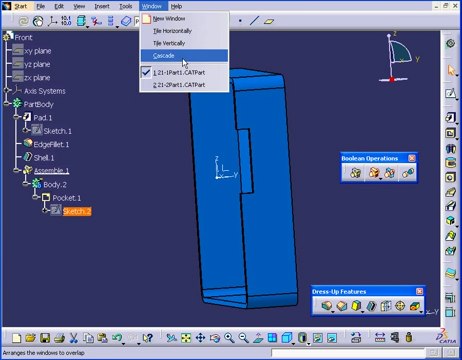 Start File Edit View Insert Tools Window Help
New Window
Tile Horizontally
Tile Vertically
Cascade
1 21-1Part1.CATPart
2 21-2Part1.CATPart
Front
xy plane
yz plane
zx plane
Axis Systems
PartBody
Pad.1
Sketch.1
EdgeFillet.1
Shell.1
Assemble.1
Body.2
Pocket.1
Sketch.2
Boolean Operations
Dress-Up Features
z
y
x
CATIA
Arranges the windows to overlap